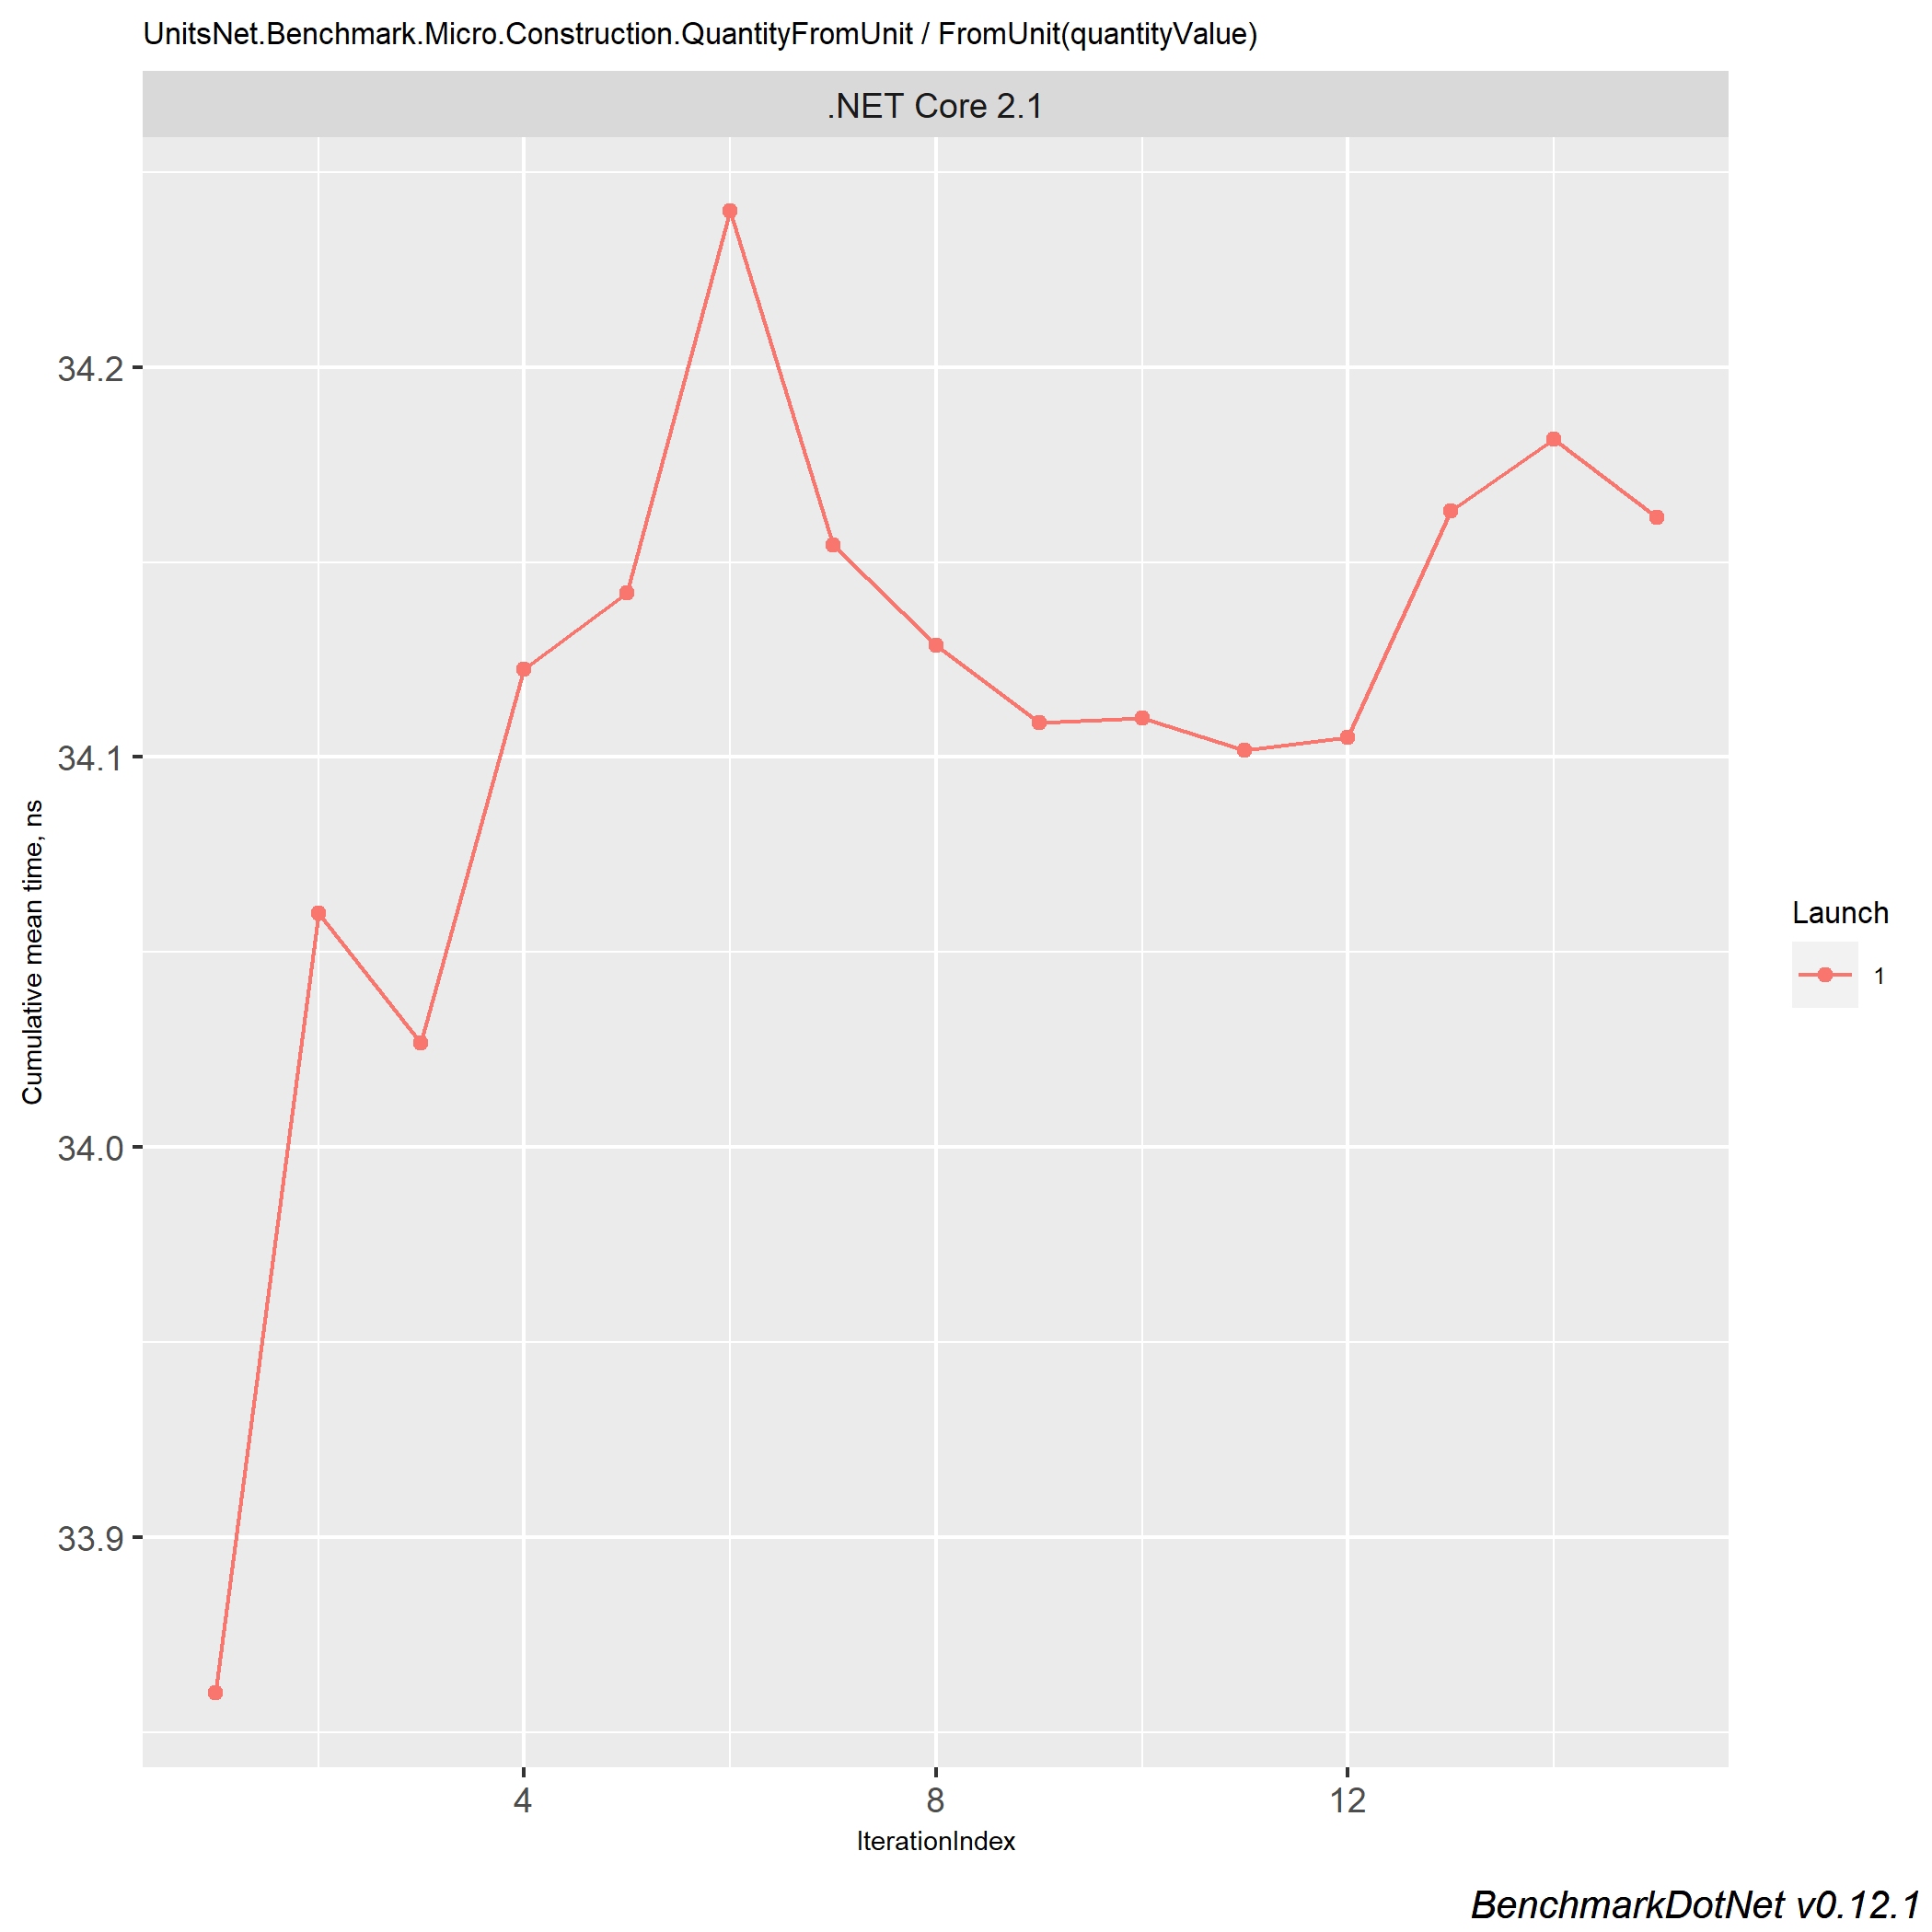 UnitsNet.Benchmark.Micro.Construction.QuantityFromUnit / FromUnit(quantityValue)
.NET Core 2.1
34.2
34.1
34.0
33.9
Cumulative mean time, ns
4 8 12
IterationIndex
Launch
1
BenchmarkDotNet v0.12.1